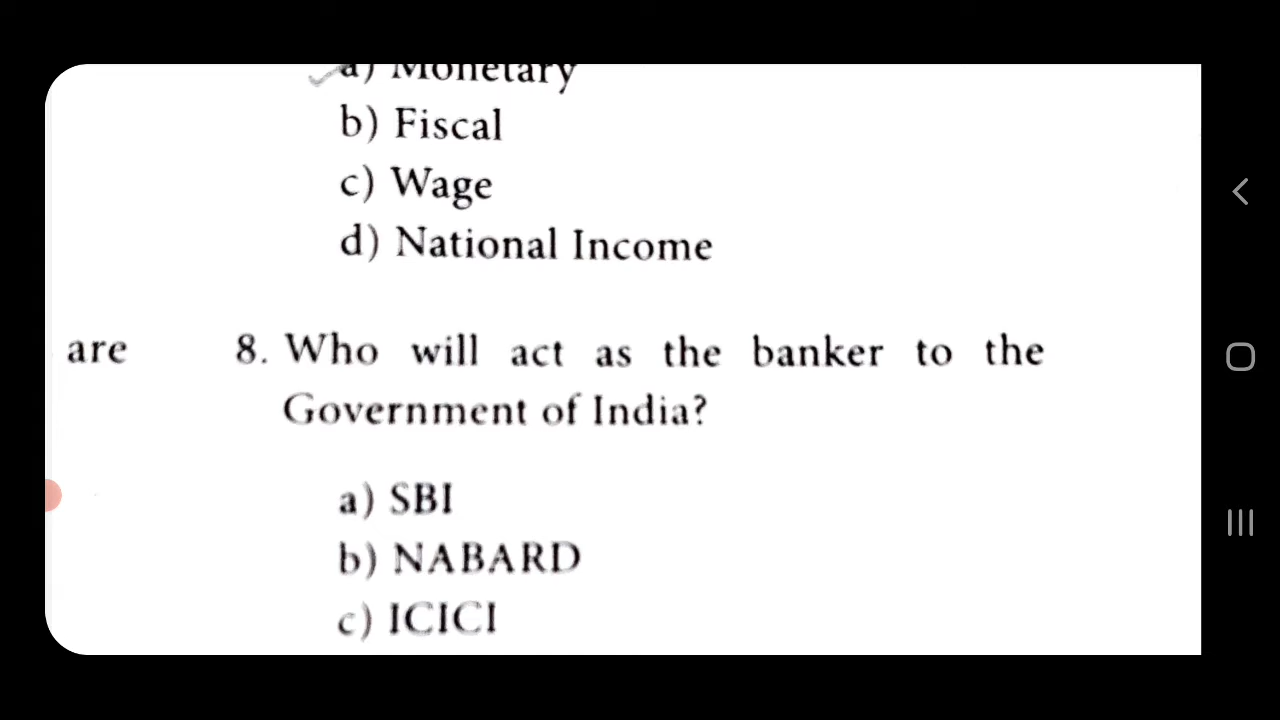 a) Monetary
b) Fiscal
c) Wage
d) National Income
are
8. Who will act as the banker to the
Government of India?
a) SBI
b) NABARD
c) ICICI